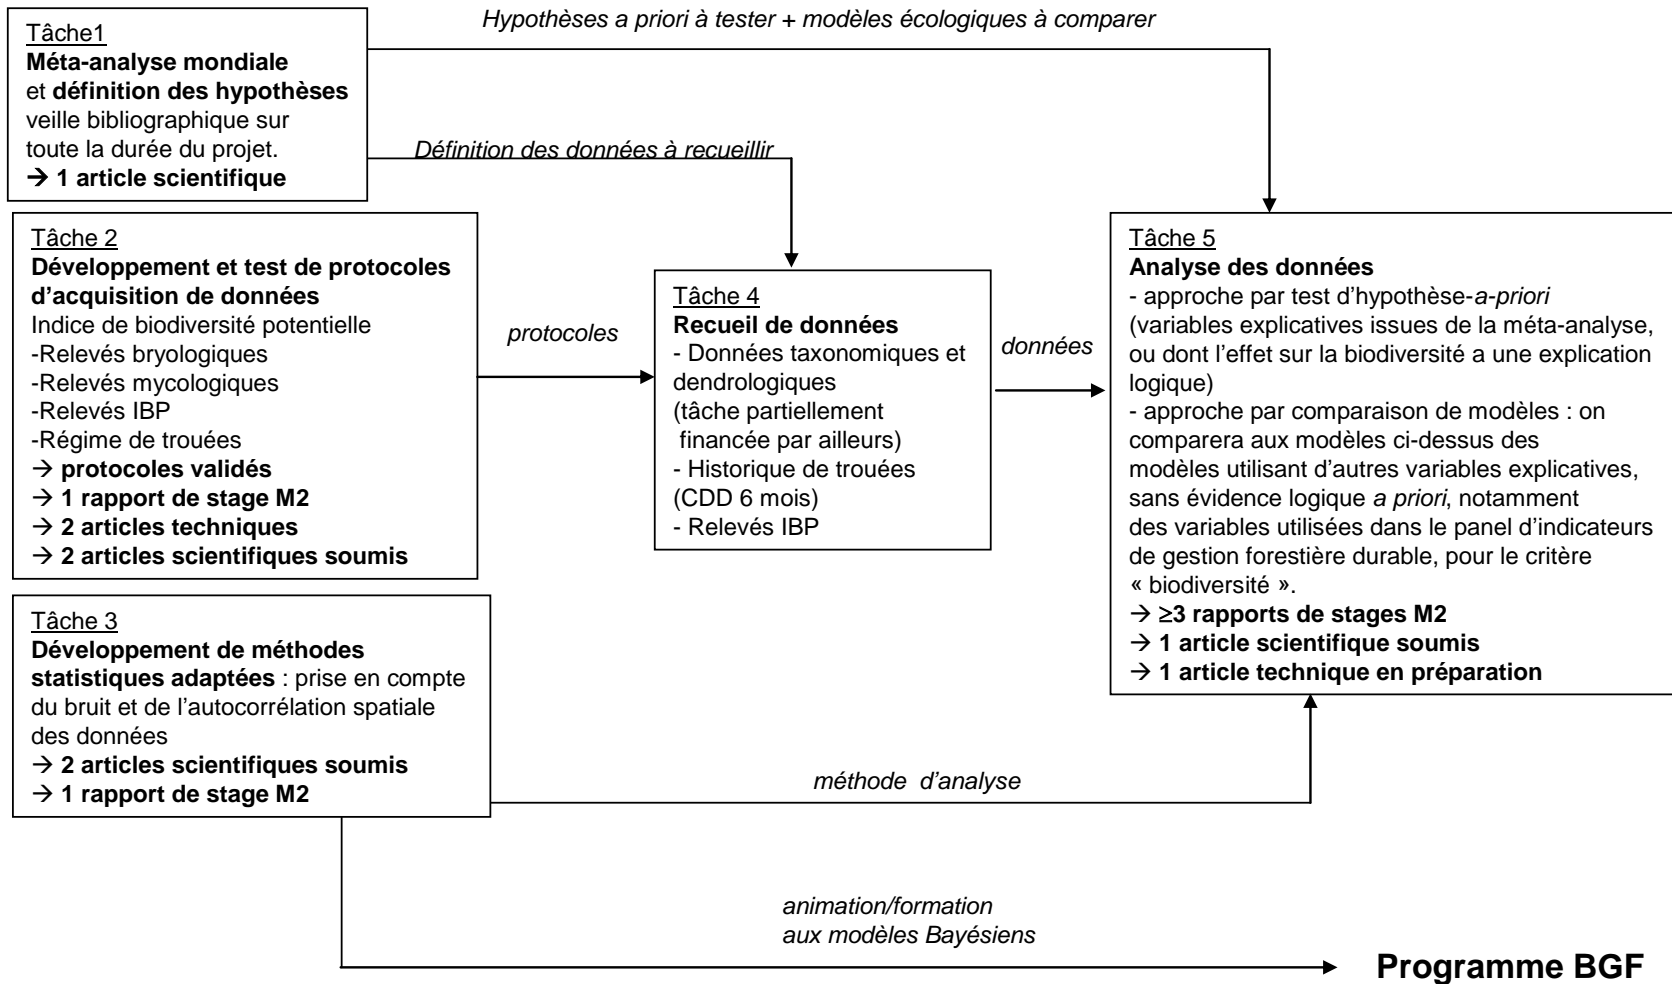 Hypothèses a priori à tester + modèles écologiques à comparer
Tâche1
Méta-analyse mondiale
et définition des hypothèses
veille bibliographique sur
toute la durée du projet.
→ 1 article scientifique
Définition des données à recueillir
Tâche 2
Développement et test de protocoles
d’acquisition de données
Indice de biodiversité potentielle
-Relevés bryologiques
-Relevés mycologiques
-Relevés IBP
-Régime de trouées
→ protocoles validés
→ 1 rapport de stage M2
→ 2 articles techniques
→ 2 articles scientifiques soumis
protocoles
Tâche 4
Recueil de données
- Données taxonomiques et
dendrologiques
(tâche partiellement
financée par ailleurs)
- Historique de trouées
(CDD 6 mois)
- Relevés IBP
données
Tâche 5
Analyse des données
- approche par test d’hypothèse-a-priori
(variables explicatives issues de la méta-analyse,
ou dont l’effet sur la biodiversité a une explication
logique)
- approche par comparaison de modèles : on
comparera aux modèles ci-dessus des
modèles utilisant d’autres variables explicatives,
sans évidence logique a priori, notamment
des variables utilisées dans le panel d’indicateurs
de gestion forestière durable, pour le critère
« biodiversité ».
→ ≥3 rapports de stages M2
→ 1 article scientifique soumis
→ 1 article technique en préparation
Tâche 3
Développement de méthodes
statistiques adaptées : prise en compte
du bruit et de l’autocorrélation spatiale
des données
→ 2 articles scientifiques soumis
→ 1 rapport de stage M2
méthode d’analyse
animation/formation
aux modèles Bayésiens
Programme BGF